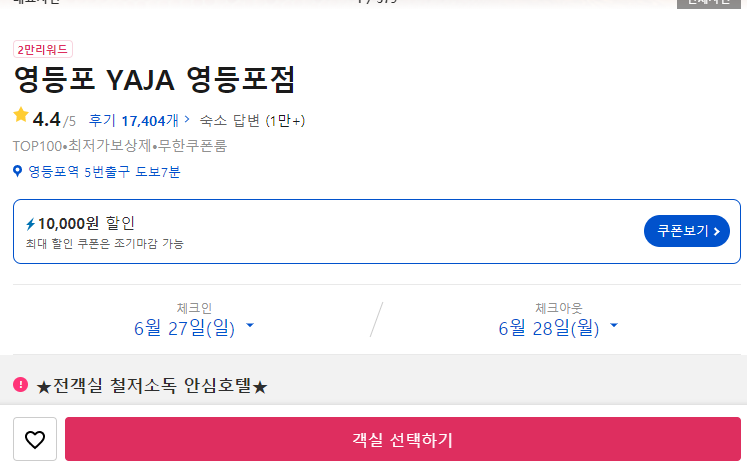 2만리워드
영등포 YAJA 영등포점
4.4/5 후기 17,404개 숙소 답변 (1만+)
TOP100•최저가보상제•무한쿠폰룸
영등포역 5번출구 도보7분
10,000원 할인
최대 할인 쿠폰은 조기마감 가능
쿠폰보기
체크인
6월 27일(일)
체크아웃
6월 28일(월)
★전객실 철저소독 안심호텔★
객실 선택하기